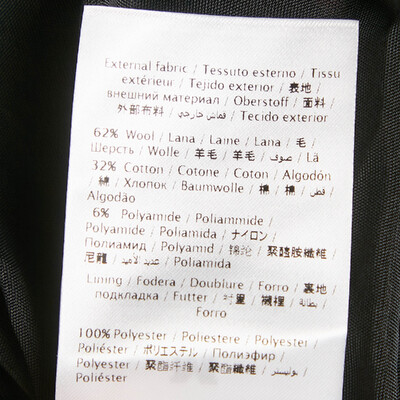 External fabric / Tessuto esterno / Tissu
extérieur / Tejido exterior / 表地 /
внешний материал / Oberstoff / 面料 /
外部布料 / قماش خارجي / Tecido exterior
62% Wool / Lana / Laine / Lana / 毛 /
Шерсть / Wolle / 羊毛 / 羊毛 / صوف / Lã
32% Cotton / Cotone / Coton / Algodón
/ 綿 / Хлопок / Baumwolle / 棉 / 棉 / قطن /
Algodão
6% Polyamide / Poliammide /
Polyamide / Poliamida / ナイロン /
Полиамид / Polyamid / 锦纶 / 聚醯胺纖維 /
尼龍 / عديد الأميد / Poliamida
Lining / Fodera / Doublure / Forro / 裏地
/ подкладка / Futter / 衬里 / 襯裡 / بطانة /
Forro
100% Polyester / Poliestere / Polyester /
Poliéster / ポリエステル / Полиэфир /
Polyester / 聚酯纤维 / 聚酯纖維 / بوليستر /
Poliéster